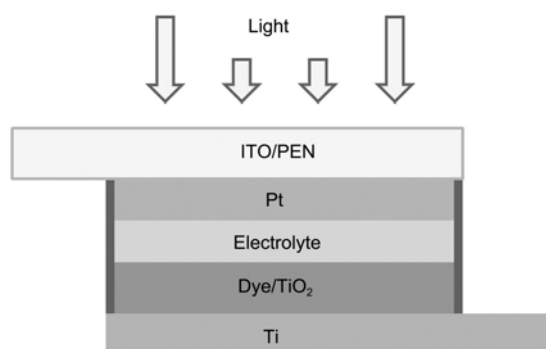 Light
ITO/PEN
Pt
Electrolyte
Dye/TiO₂
Ti